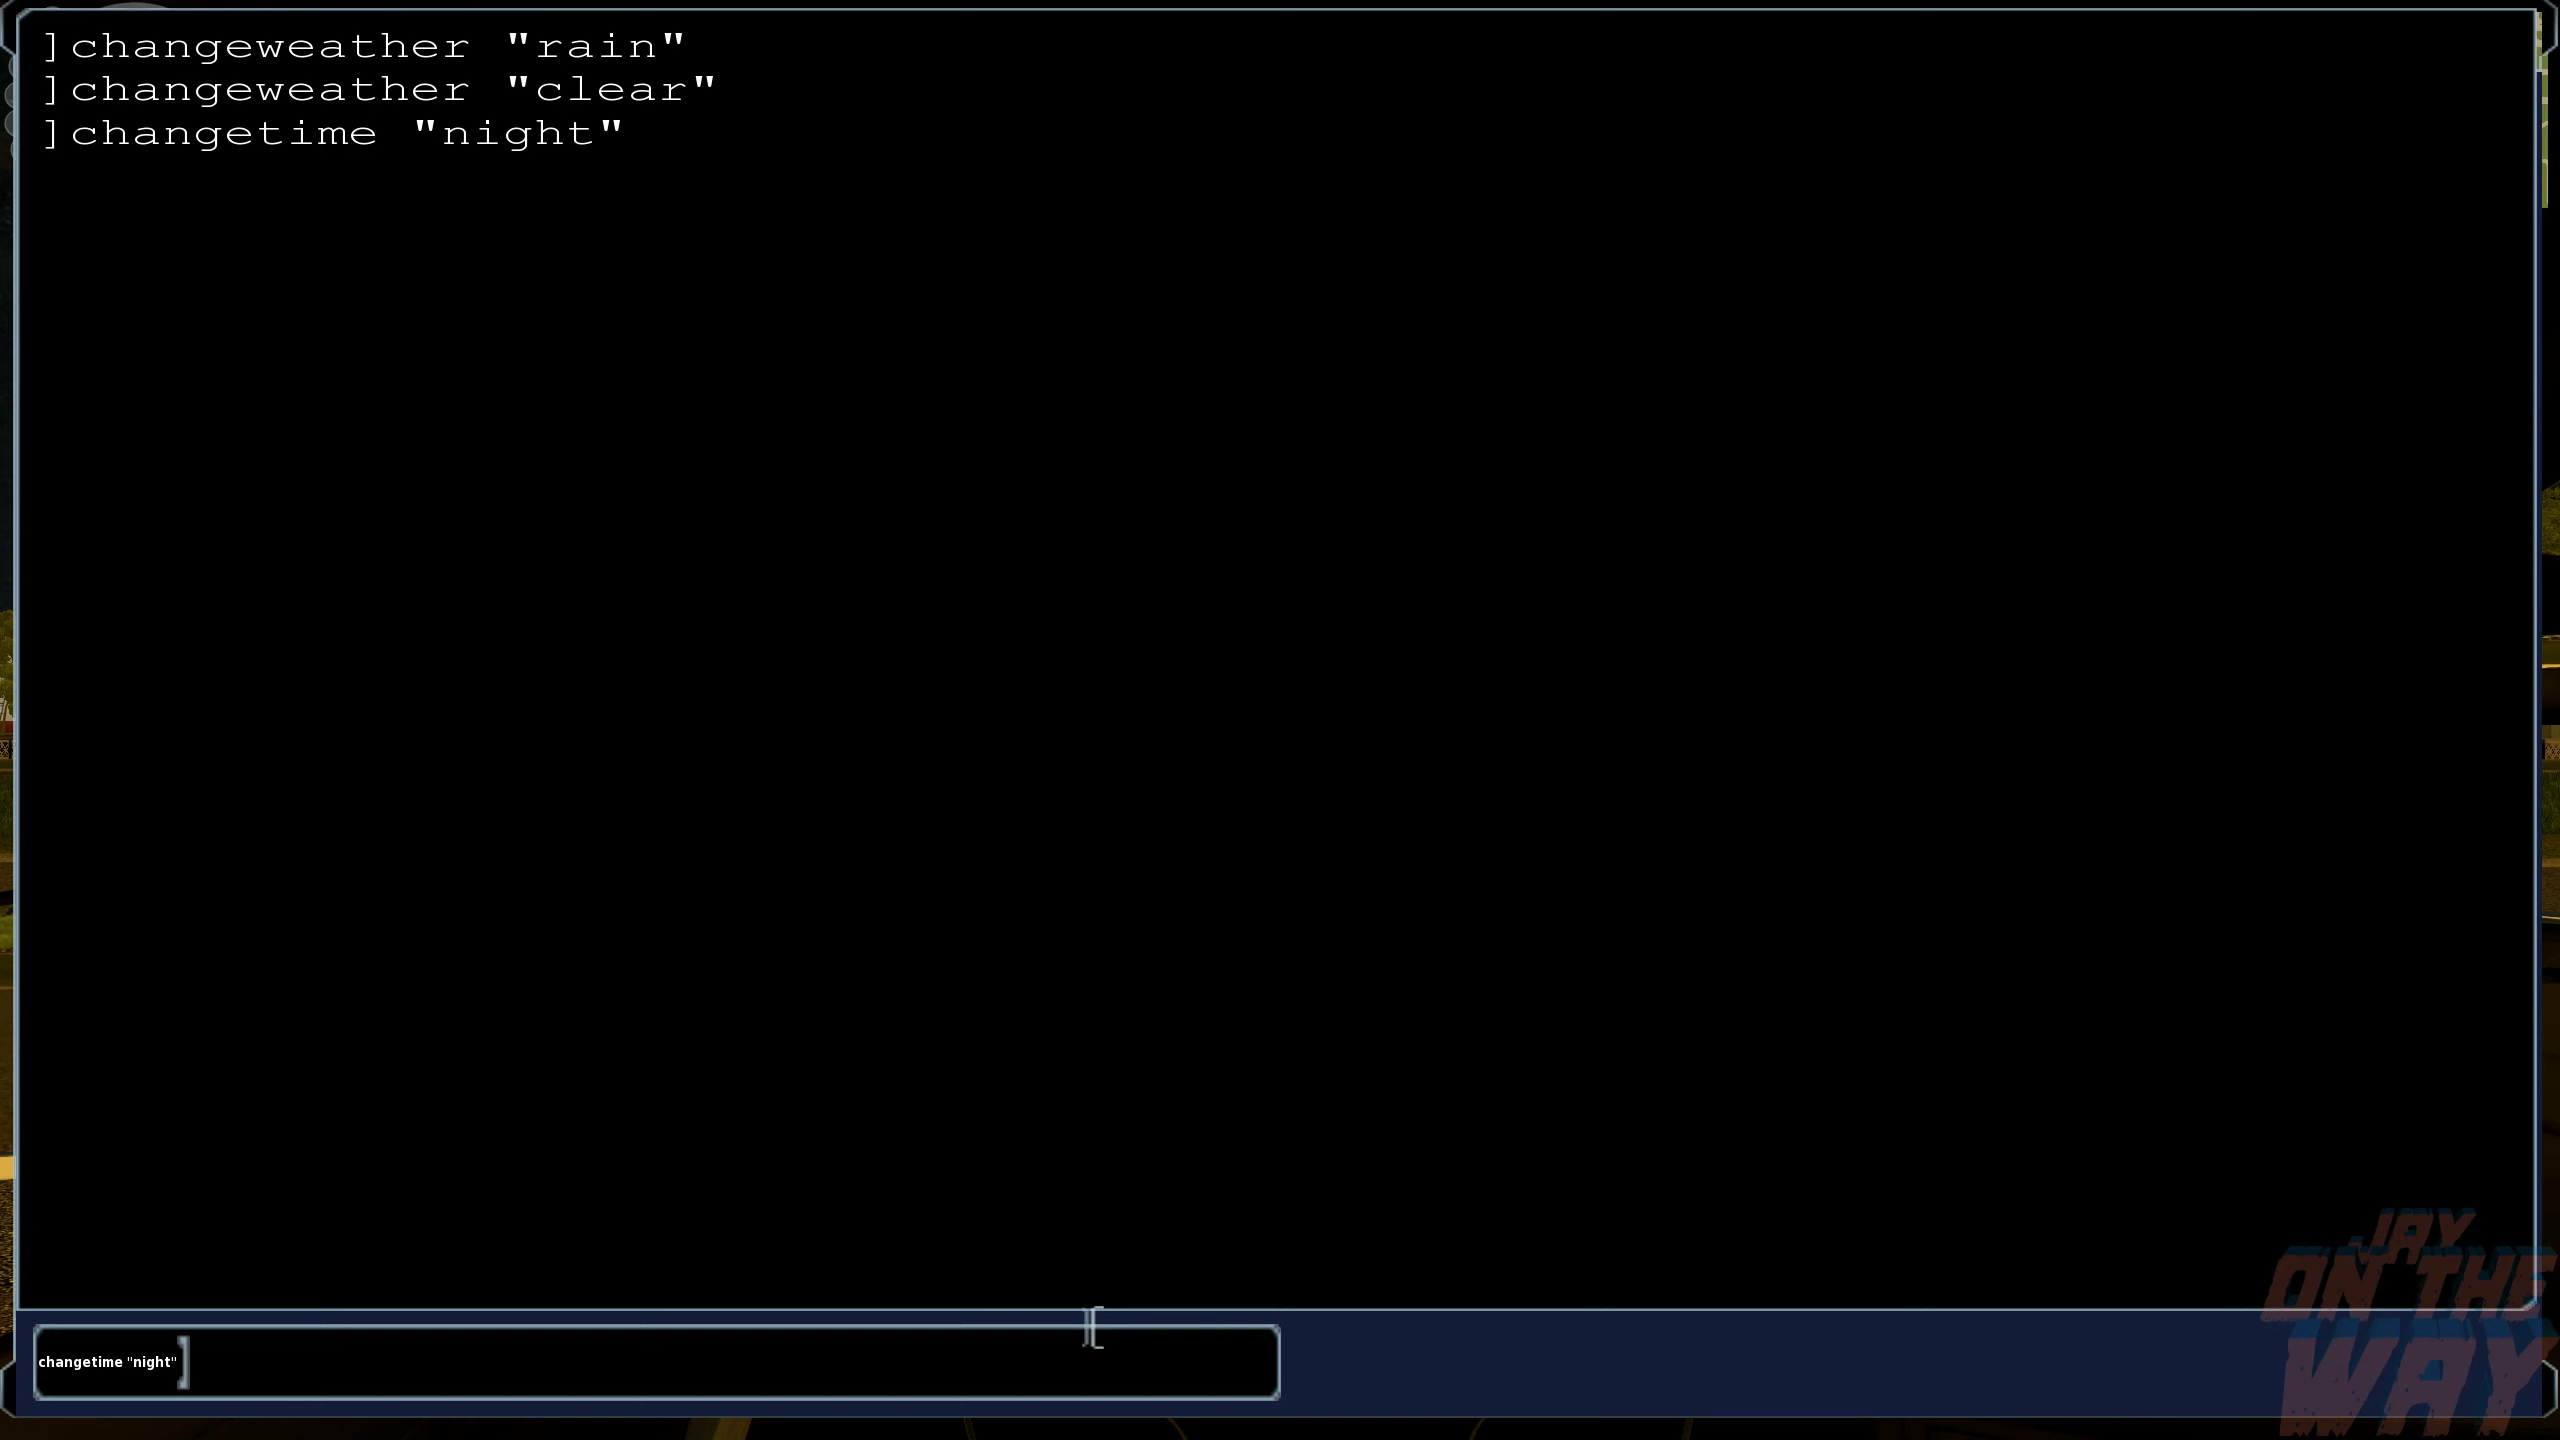 ]changeweather "rain"
]changeweather "clear"
]changetime "night"
changetime "night"
JAY
ON THE
WAY